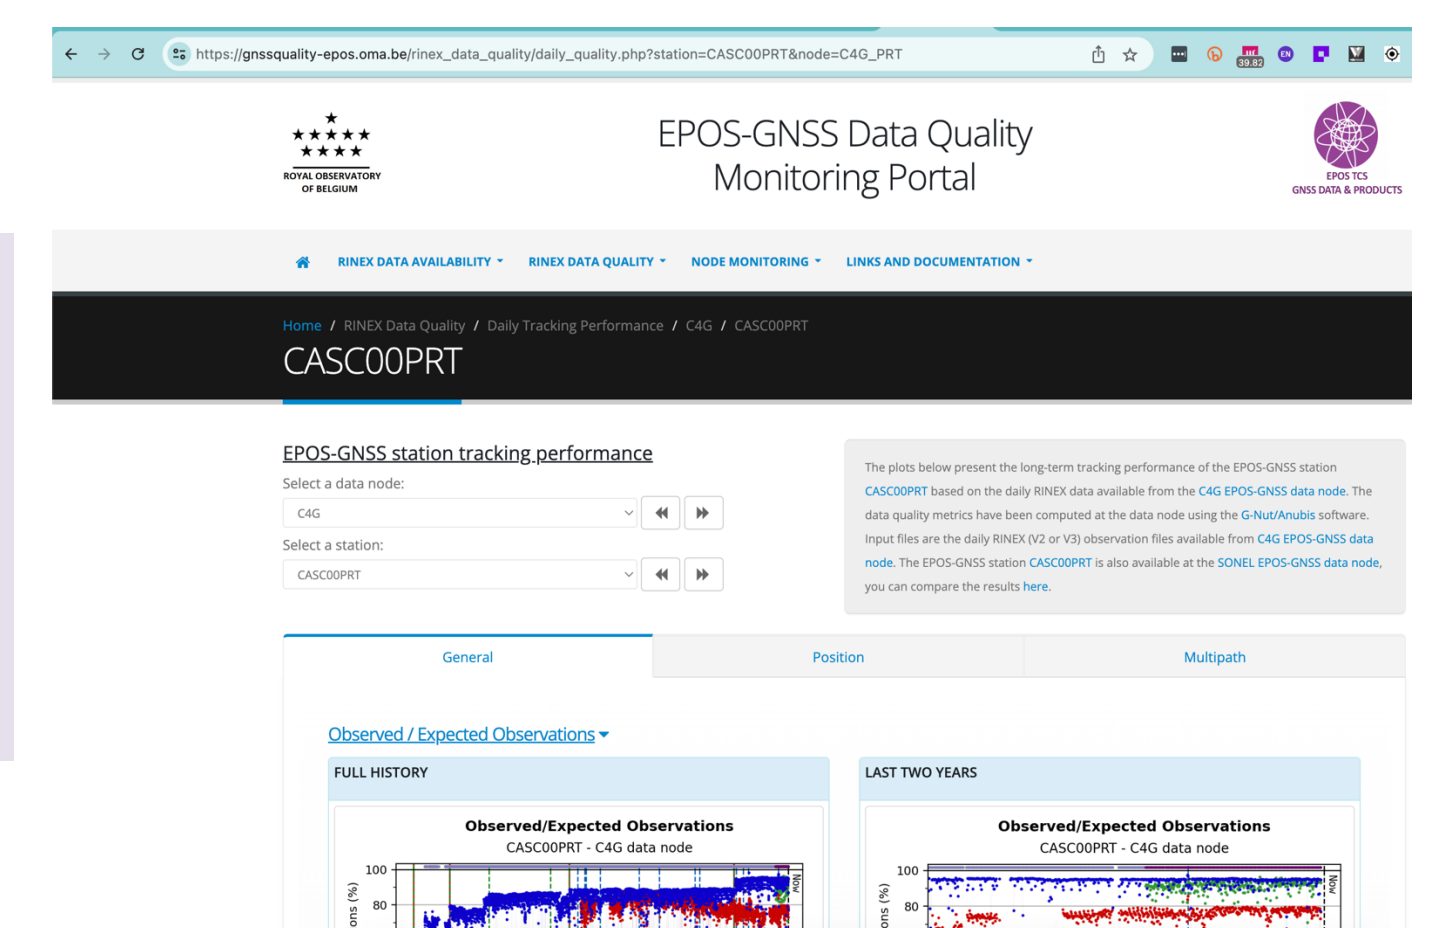 https://gnssquality-epos.oma.be/rinex_data_quality/daily_quality.php?station=CASC00PRT&node=C4G_PRT
39.82
EN
ROYAL OBSERVATORY
OF BELGIUM
EPOS-GNSS Data Quality
Monitoring Portal
EPOS TCS
GNSS DATA & PRODUCTS
RINEX DATA AVAILABILITY
RINEX DATA QUALITY
NODE MONITORING
LINKS AND DOCUMENTATION
Home / RINEX Data Quality / Daily Tracking Performance / C4G / CASC00PRT
CASC00PRT
EPOS-GNSS station tracking performance
Select a data node:
C4G
Select a station:
CASC00PRT
The plots below present the long-term tracking performance of the EPOS-GNSS station
CASC00PRT based on the daily RINEX data available from the C4G EPOS-GNSS data node. The
data quality metrics have been computed at the data node using the G-Nut/Anubis software.
Input files are the daily RINEX (V2 or V3) observation files available from C4G EPOS-GNSS data
node. The EPOS-GNSS station CASC00PRT is also available at the SONEL EPOS-GNSS data node,
you can compare the results here.
General
Position
Multipath
Observed / Expected Observations
FULL HISTORY
Observed/Expected Observations
CASC00PRT - C4G data node
100
80
ons (%)
Now
LAST TWO YEARS
Observed/Expected Observations
CASC00PRT - C4G data node
100
80
ons (%)
Now